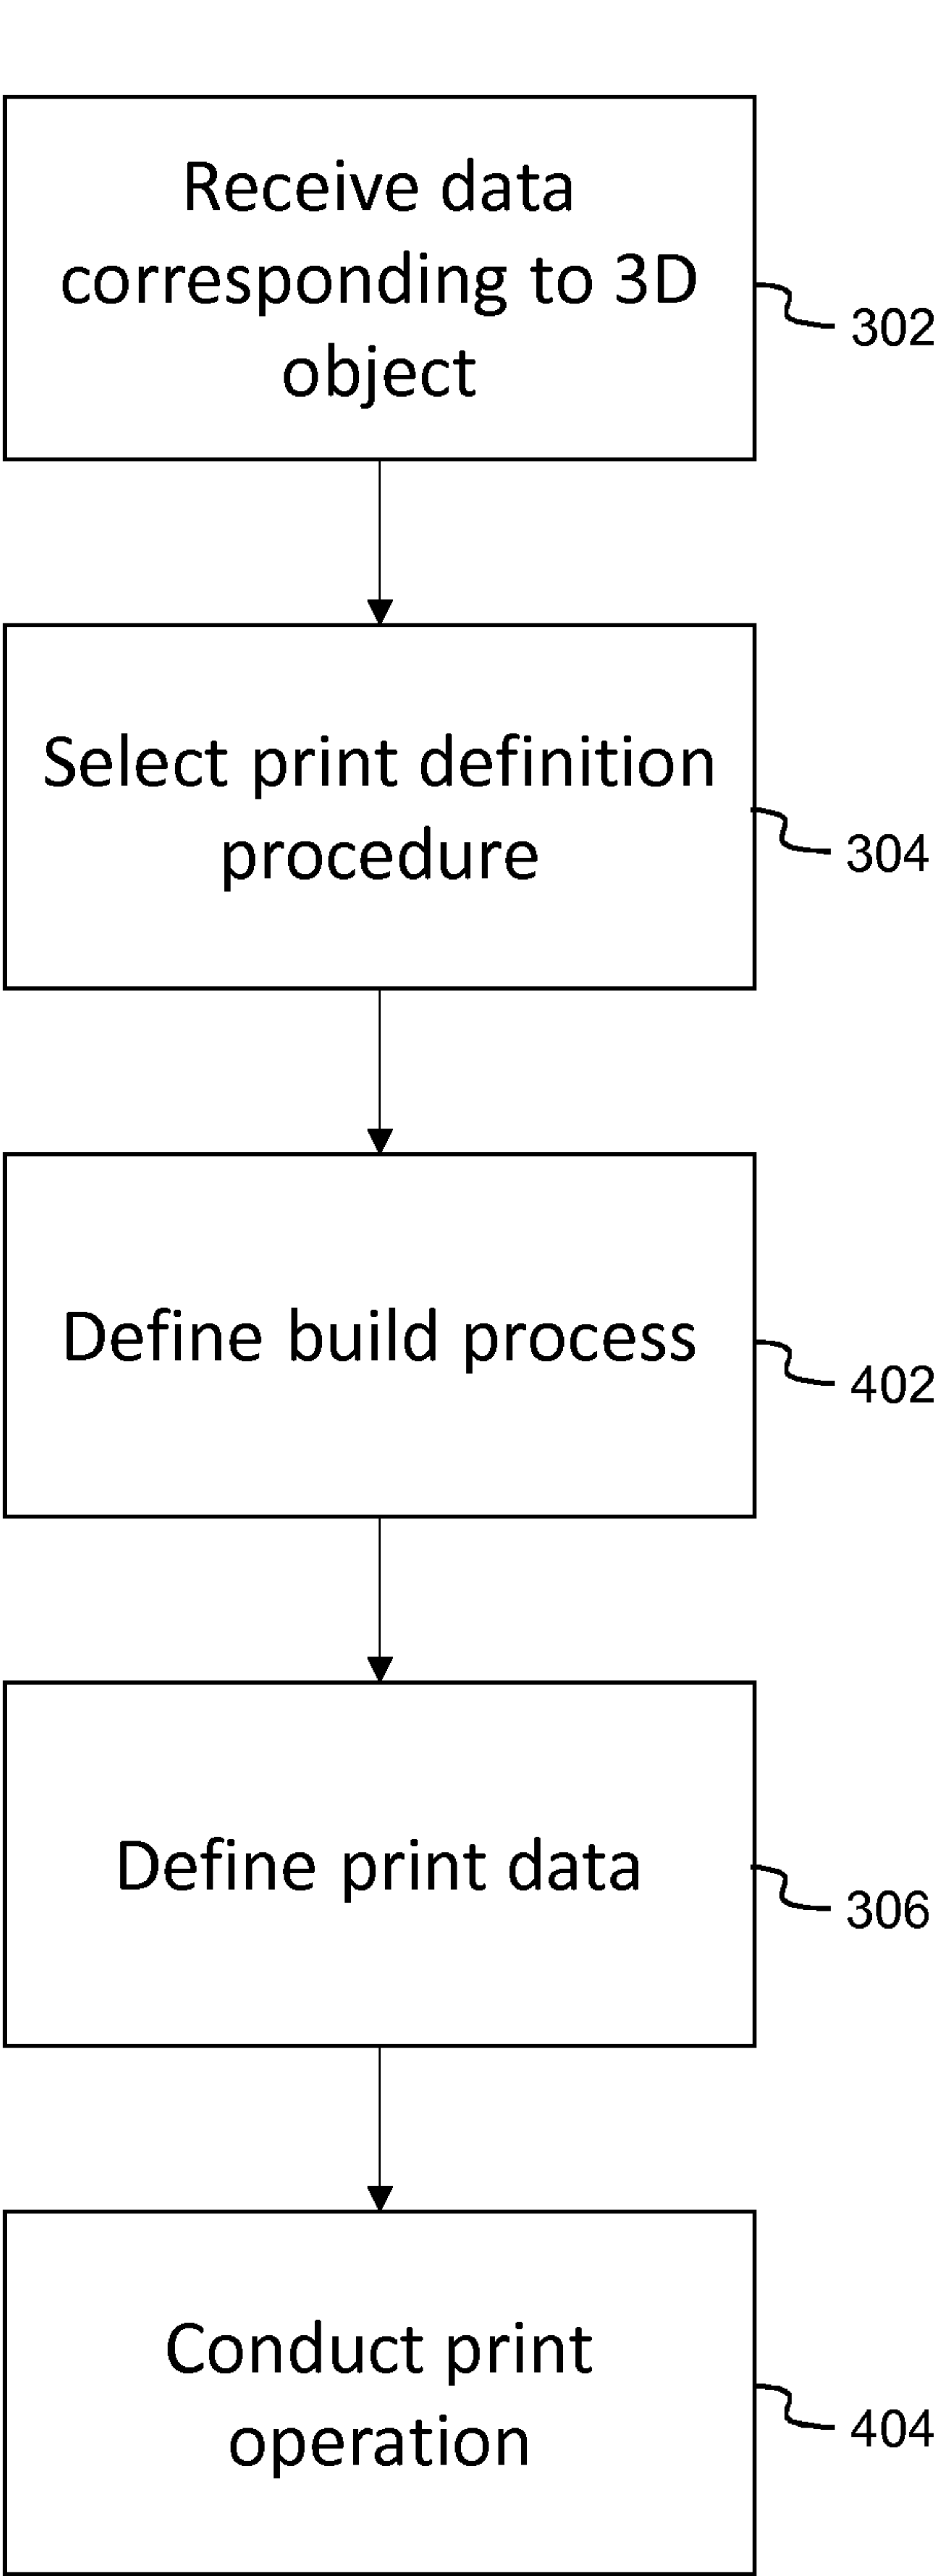 Receive data
corresponding to 3D
object
302
Select print definition
procedure
304
Define build process
402
Define print data
306
Conduct print
operation
404